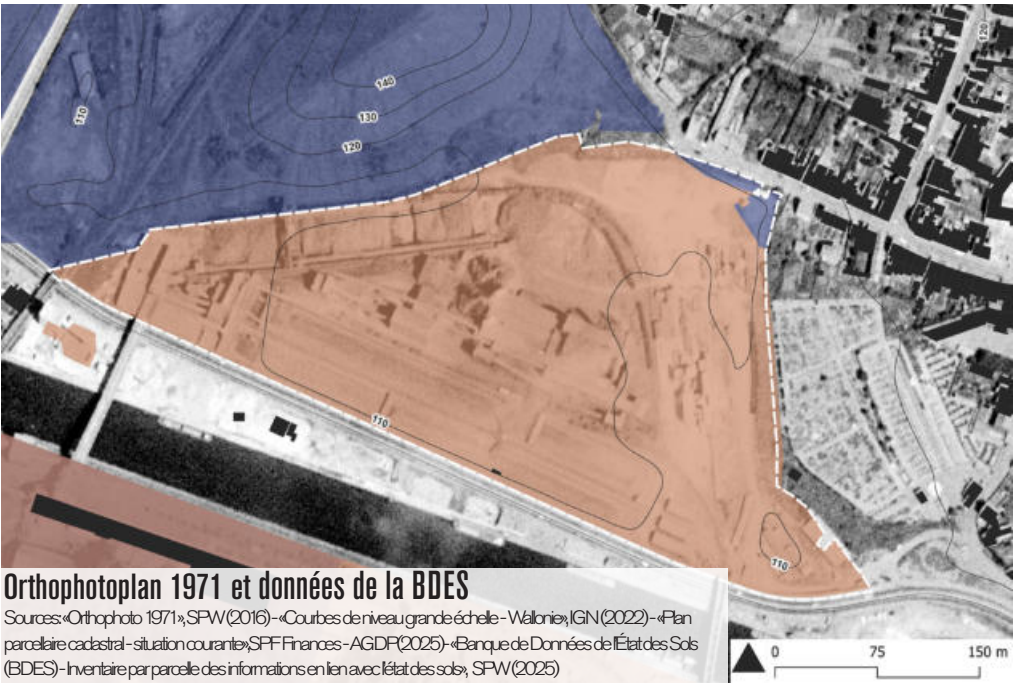 140
130
120
110
120
110
110
Orthophotoplan 1971 et données de la BDES
Sources: «Orthophoto 1971», SPW (2016) - «Courbes de niveau grande échelle - Wallonie», IGN (2022) - «Plan
parcellaire cadastral - situation courante», SPF Finances - AGDP (2025) - «Banque de Données de l'État des Sols
(BDES) - Inventaire par parcelle des informations en lien avec l'état des sols», SPW (2025)
0 75 150 m